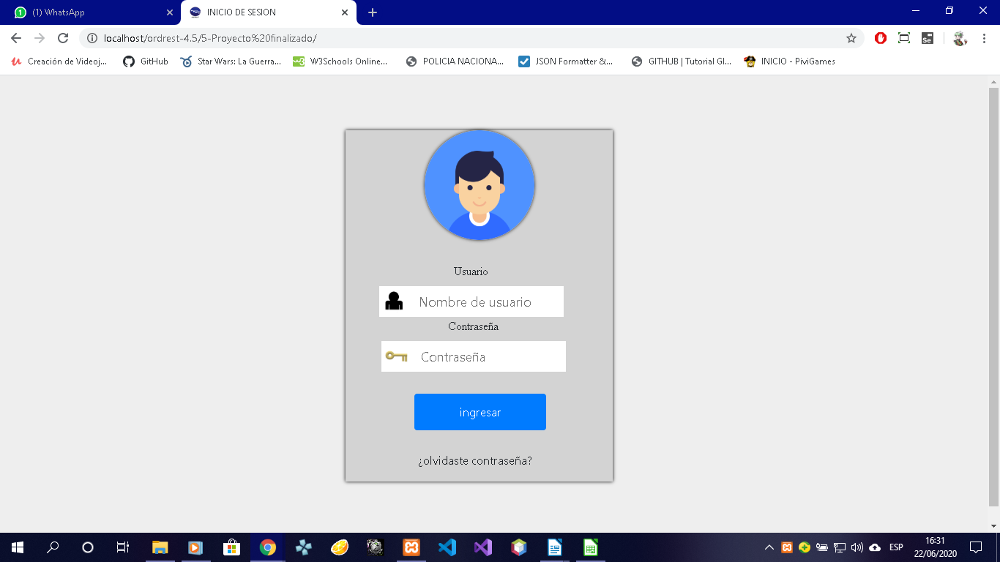 (1) WhatsApp
INICIO DE SESION
localhost/ordrest-4.5/5-Proyecto%20finalizado/
Creación de Videoj...
GitHub
Star Wars: La Guerra...
W3Schools Online...
POLICIA NACIONA...
JSON Formatter &...
GITHUB | Tutorial GI...
INICIO - PiviGames
Usuario
Nombre de usuario
Contraseña
Contraseña
ingresar
¿olvidaste contraseña?
ESP
16:31
22/06/2020